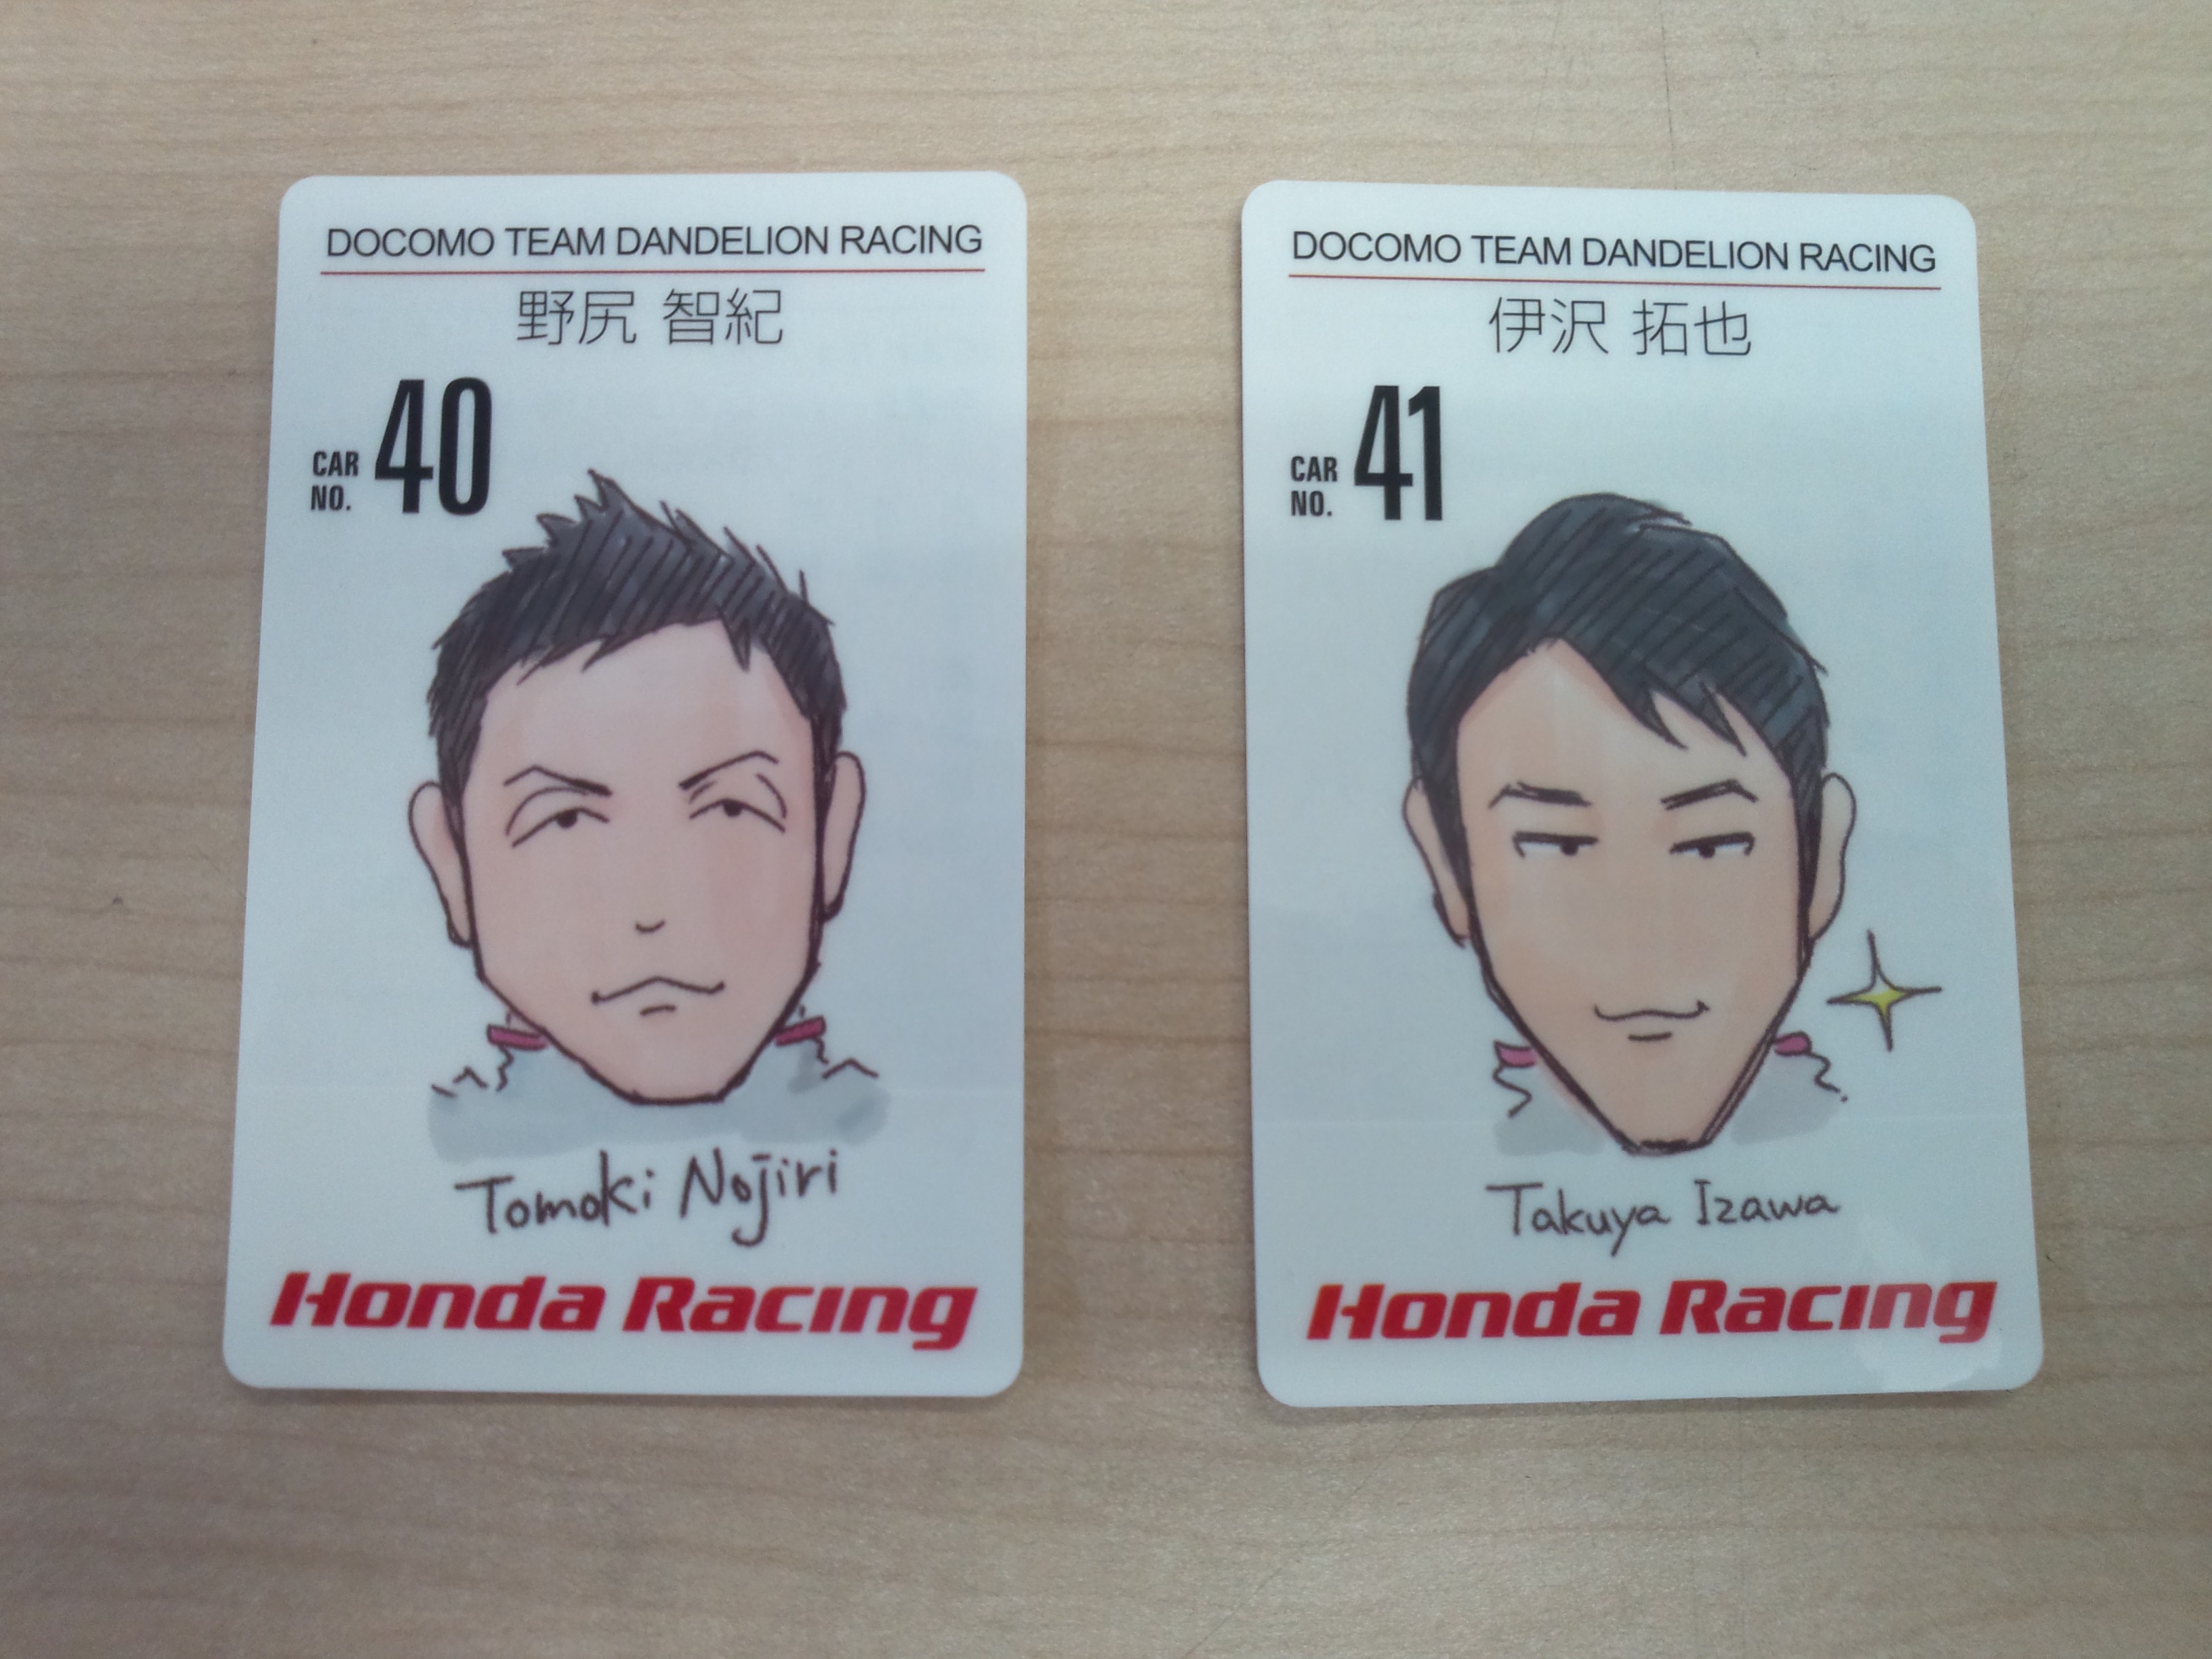 DOCOMO TEAM DANDELION RACING
野尻 智紀
CAR NO. 40
Tomoki Nojiri
Honda Racing
DOCOMO TEAM DANDELION RACING
伊沢 拓也
CAR NO. 41
Takuya Izawa
Honda Racing